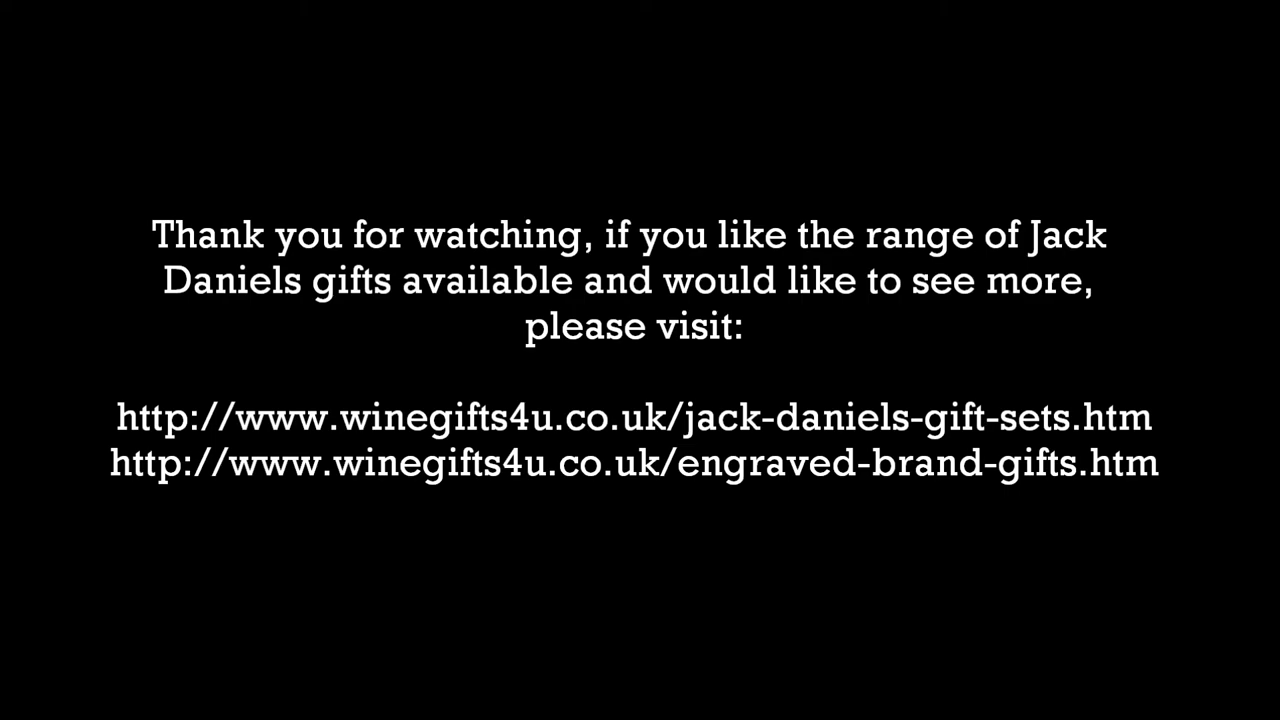 Thank you for watching, if you like the range of Jack
Daniels gifts available and would like to see more,
please visit:
http://www.winegifts4u.co.uk/jack-daniels-gift-sets.htm
http://www.winegifts4u.co.uk/engraved-brand-gifts.htm